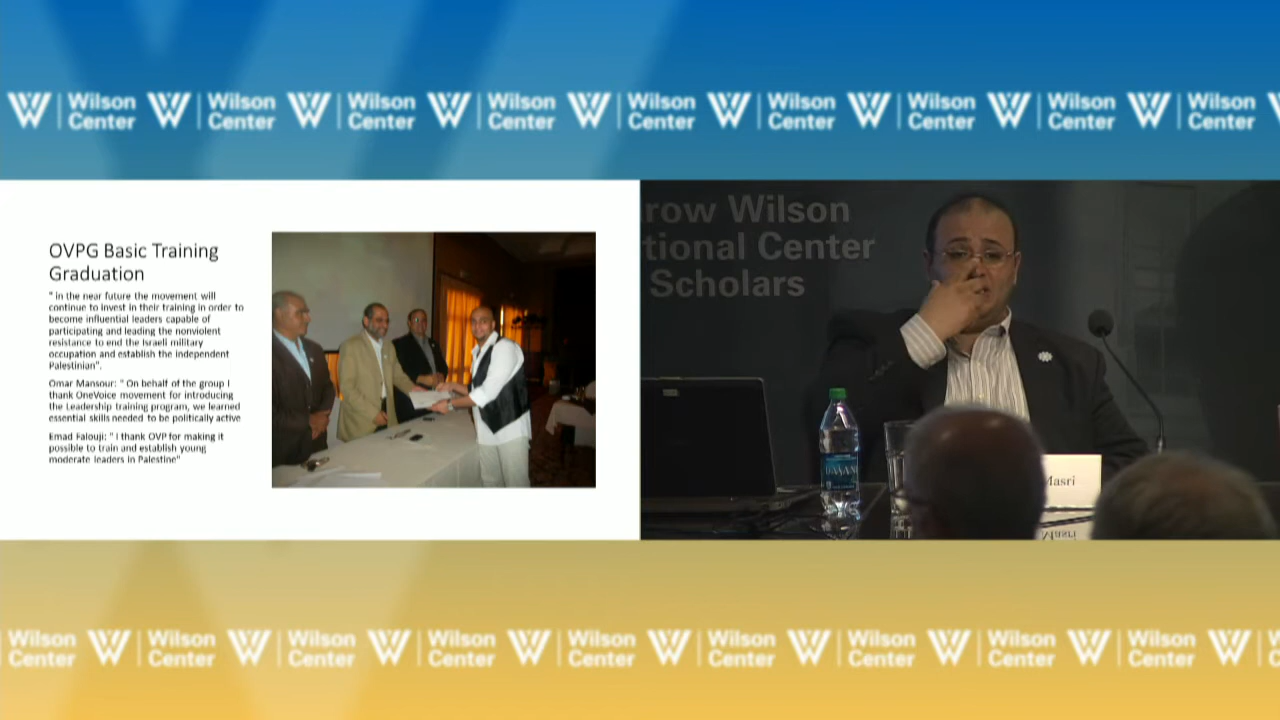 Wilson Center Wilson Center Wilson Center Wilson Center Wilson Center Wilson Center Wilson Center Wilson Center Wilson Center
OVPG Basic Training
Graduation
" in the near future the movement will
continue to invest in their training in order to
become influential leaders capable of
participating and leading the nonviolent
resistance to end the Israeli military
occupation and establish the independent
Palestinian".
Omar Mansour: " On behalf of the group I
thank OneVoice movement for introducing
the Leadership training program, we learned
essential skills needed to be politically active
Emad Falouji: " I thank OVP for making it
possible to train and establish young
moderate leaders in Palestine"
row Wilson
tional Center
Scholars
DASANI
Masri
Masri
Wilson Center Wilson Center Wilson Center Wilson Center Wilson Center Wilson Center Wilson Center Wilson Center Wilson Center